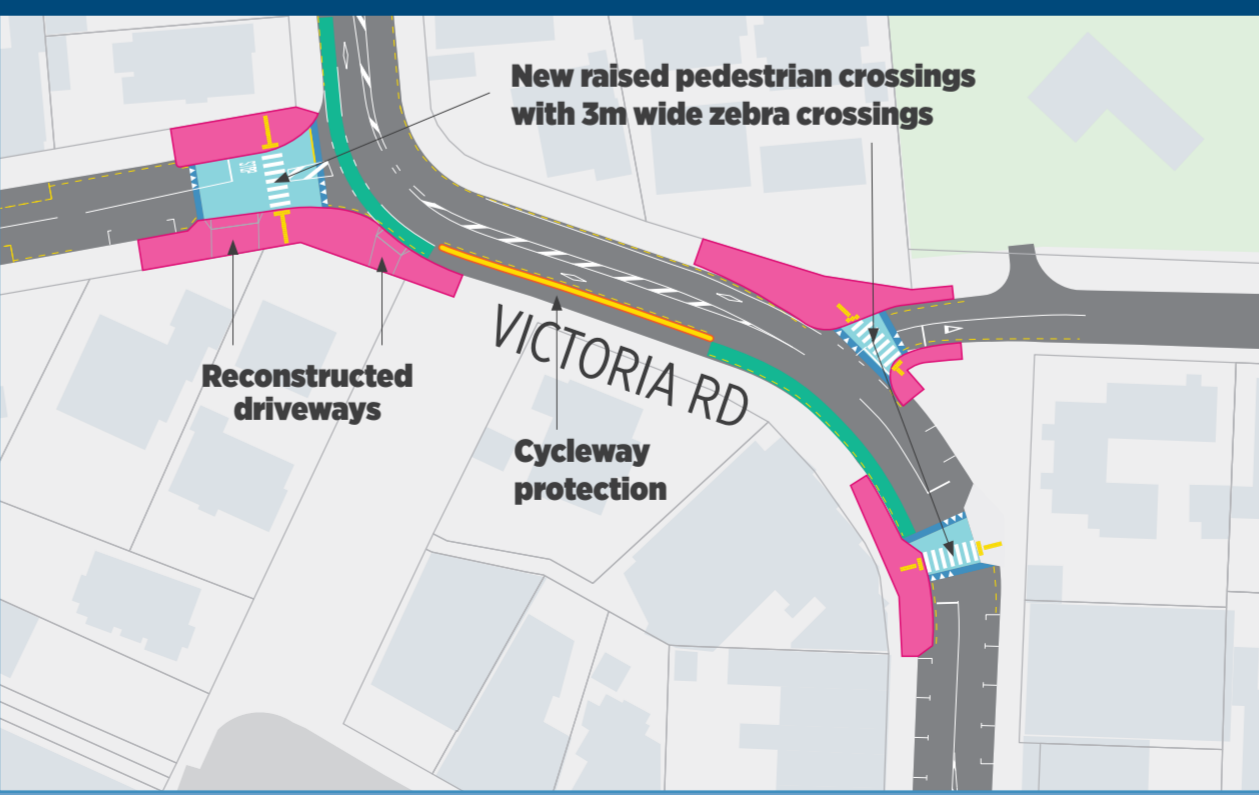 New raised pedestrian crossings
with 3m wide zebra crossings
Reconstructed
driveways
VICTORIA RD
Cycleway
protection